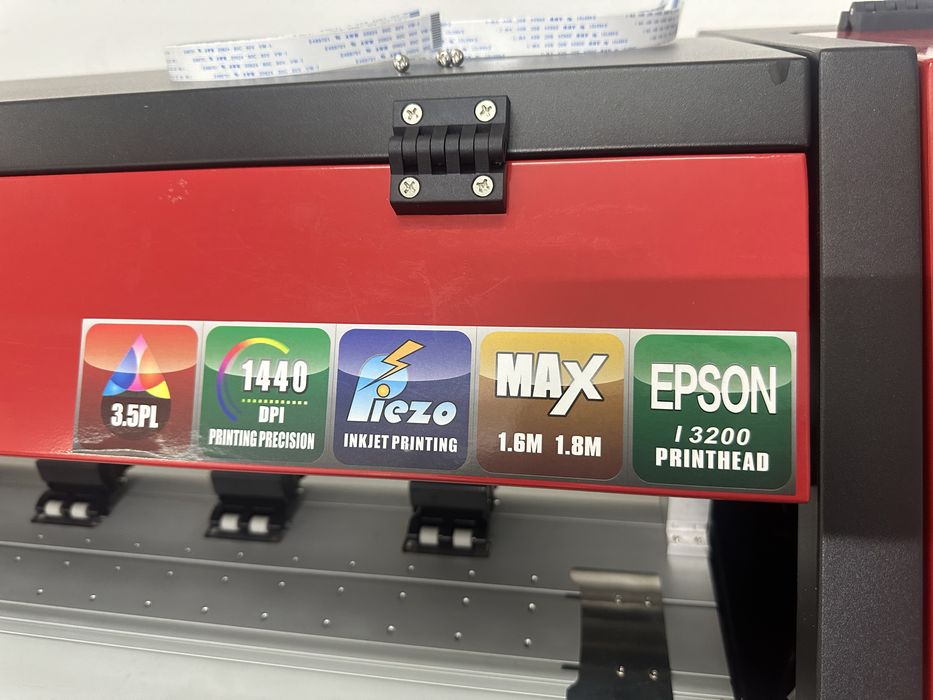 3.5PL
1440
DPI
PRINTING PRECISION
Piezo
INKJET PRINTING
MAX
1.6M 1.8M
EPSON
I 3200
PRINTHEAD